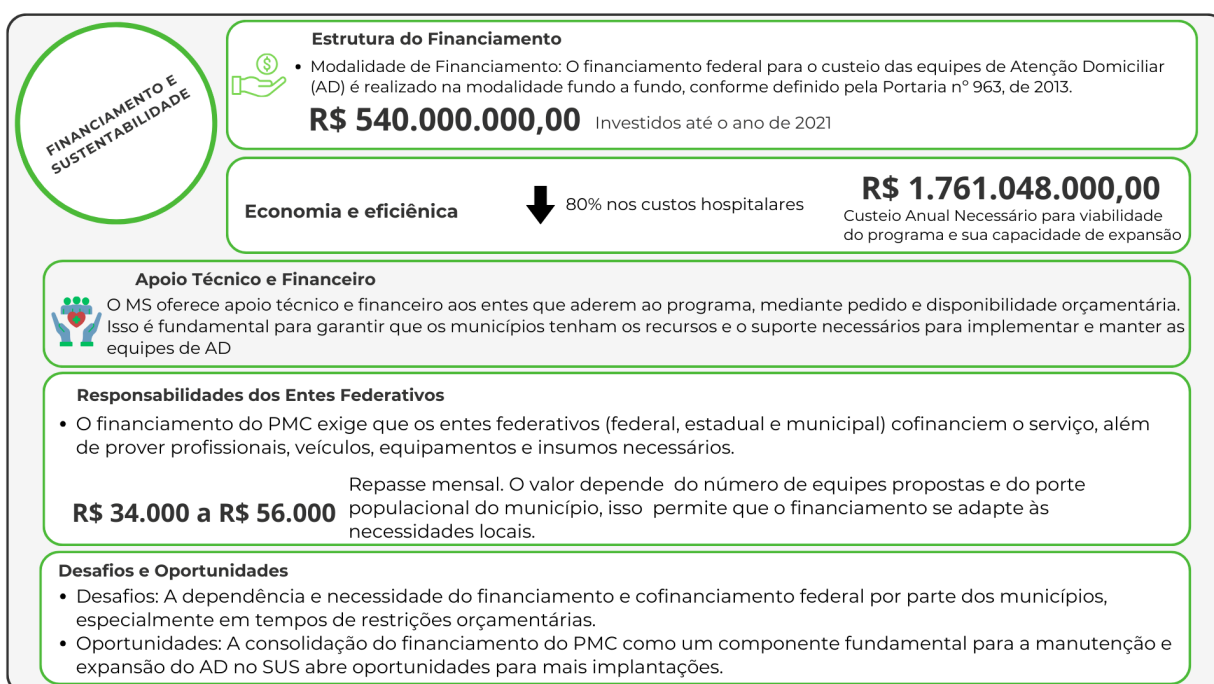 FINANCIAMENTO E
SUSTENTABILIDADE
Estrutura do Financiamento
• Modalidade de Financiamento: O financiamento federal para o custeio das equipes de Atenção Domiciliar
(AD) é realizado na modalidade fundo a fundo, conforme definido pela Portaria nº 963, de 2013.
R$ 540.000.000,00 Investidos até o ano de 2021
Economia e eficiênica
80% nos custos hospitalares
R$ 1.761.048.000,00
Custeio Anual Necessário para viabilidade
do programa e sua capacidade de expansão
Apoio Técnico e Financeiro
O MS oferece apoio técnico e financeiro aos entes que aderem ao programa, mediante pedido e disponibilidade orçamentária.
Isso é fundamental para garantir que os municípios tenham os recursos e o suporte necessários para implementar e manter as
equipes de AD
Responsabilidades dos Entes Federativos
• O financiamento do PMC exige que os entes federativos (federal, estadual e municipal) cofinanciem o serviço, além
de prover profissionais, veículos, equipamentos e insumos necessários.
R$ 34.000 a R$ 56.000
Repasse mensal. O valor depende do número de equipes propostas e do porte
populacional do município, isso permite que o financiamento se adapte às
necessidades locais.
Desafios e Oportunidades
• Desafios: A dependência e necessidade do financiamento e cofinanciamento federal por parte dos municípios,
especialmente em tempos de restrições orçamentárias.
• Oportunidades: A consolidação do financiamento do PMC como um componente fundamental para a manutenção e
expansão do AD no SUS abre oportunidades para mais implantações.